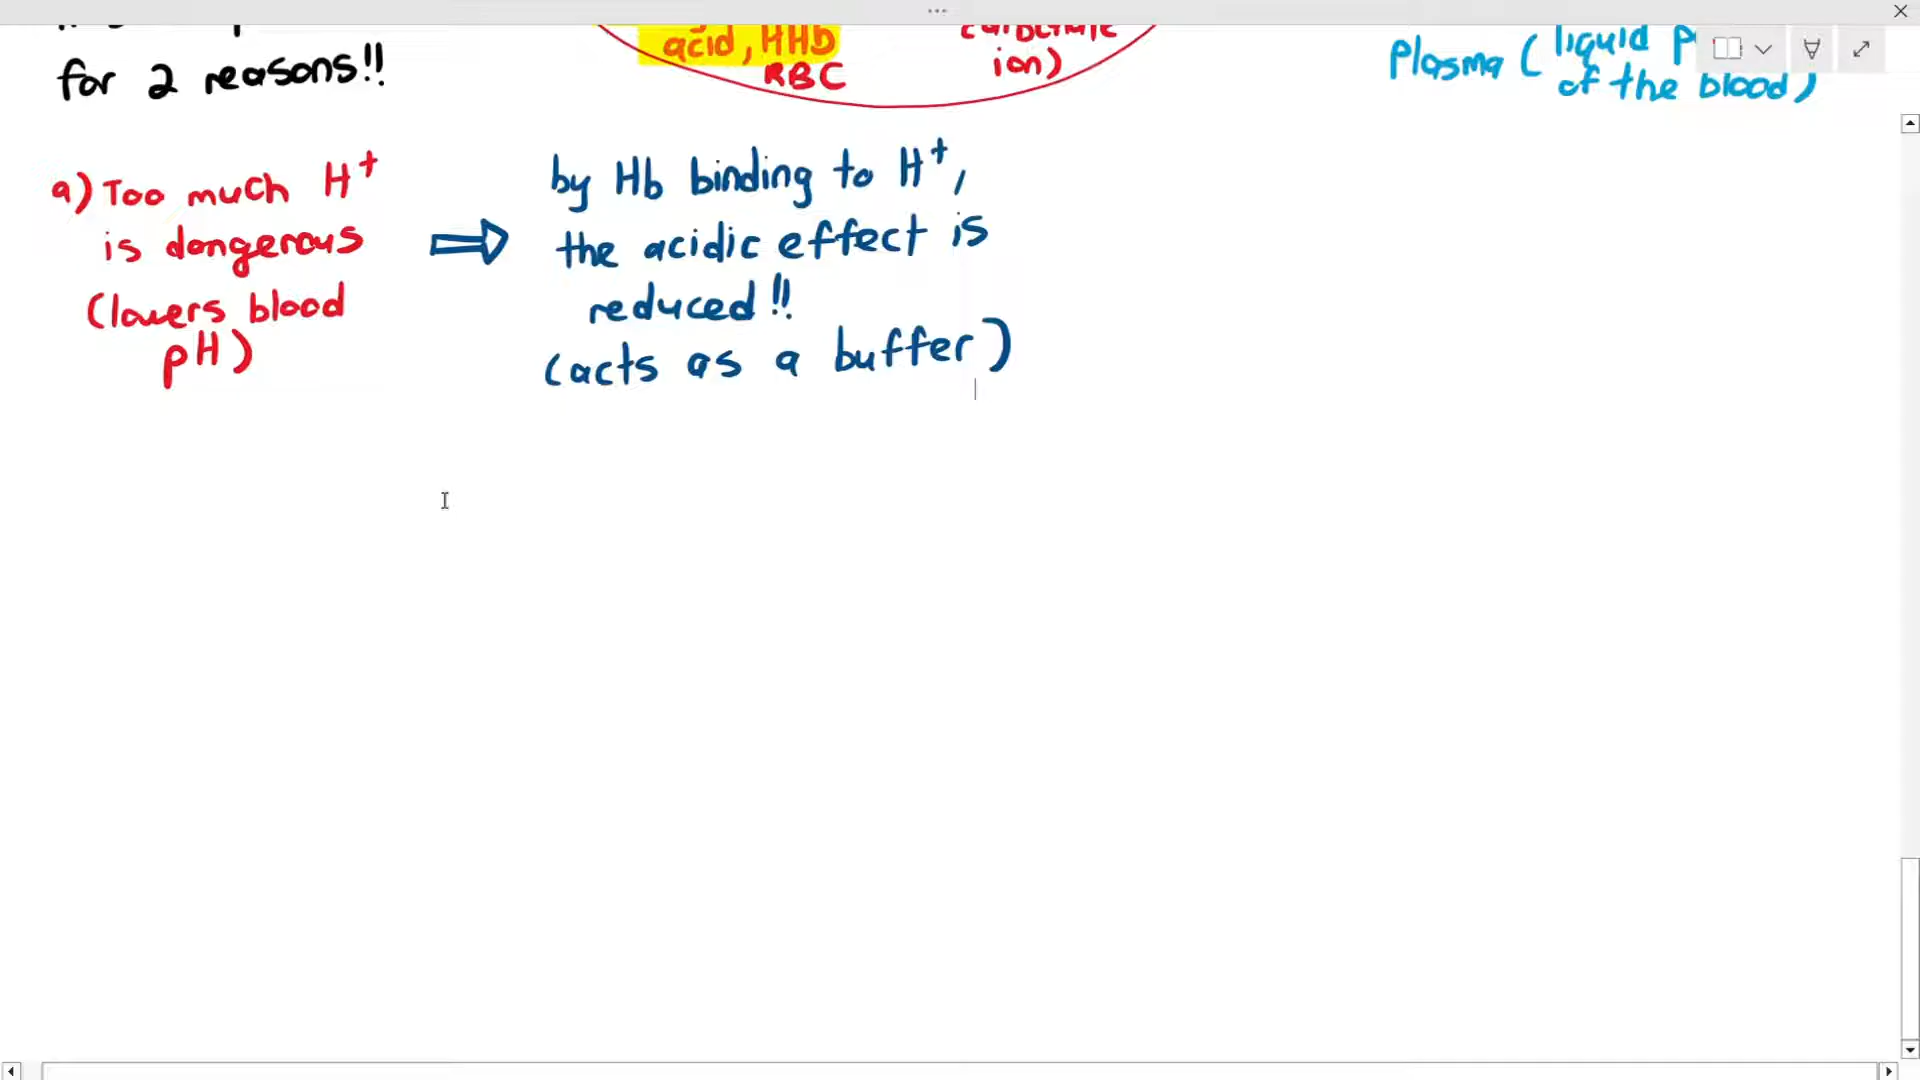 for 2 reasons!!
acid, HHb
RBC
ion)
Plasma (liquid
of the blood)
a) Too much H+
is dangerous
(lowers blood
pH)
by Hb binding to H+,
the acidic effect is
reduced!!
(acts as a buffer)